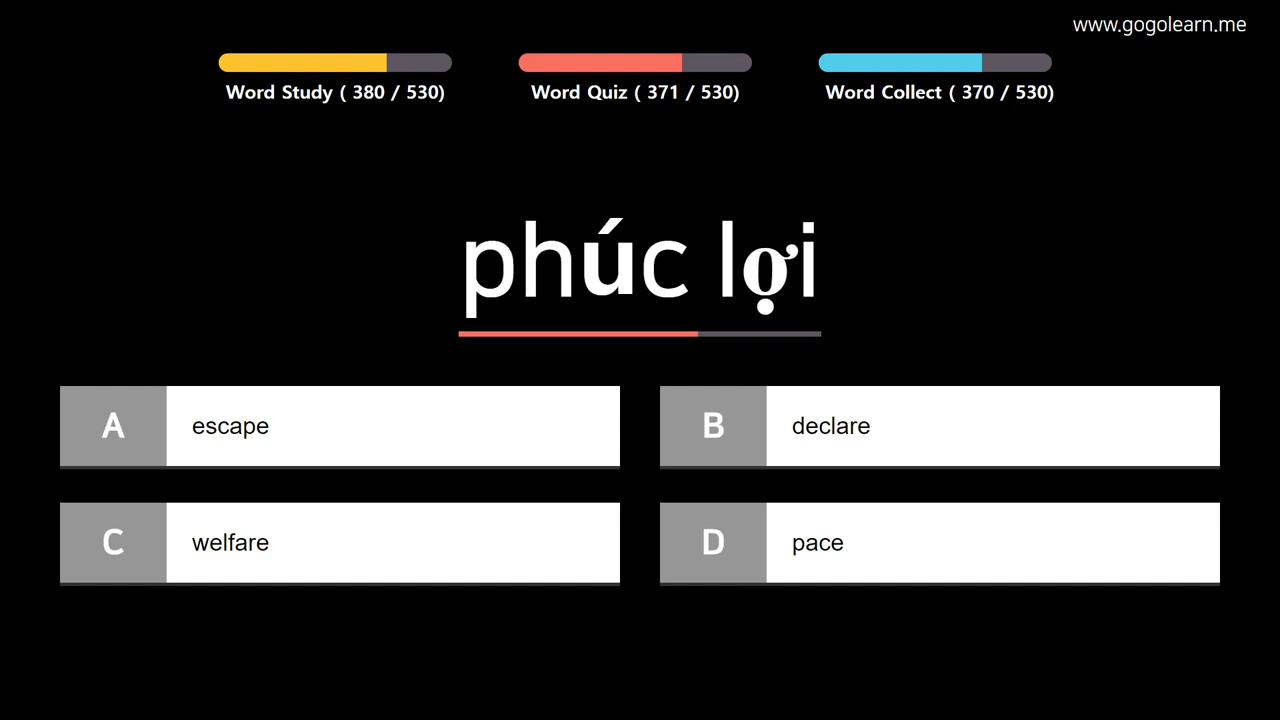 www.gogolearn.me
Word Study ( 380 / 530)
Word Quiz ( 371 / 530)
Word Collect ( 370 / 530)
phúc lợi
A escape
B declare
C welfare
D pace